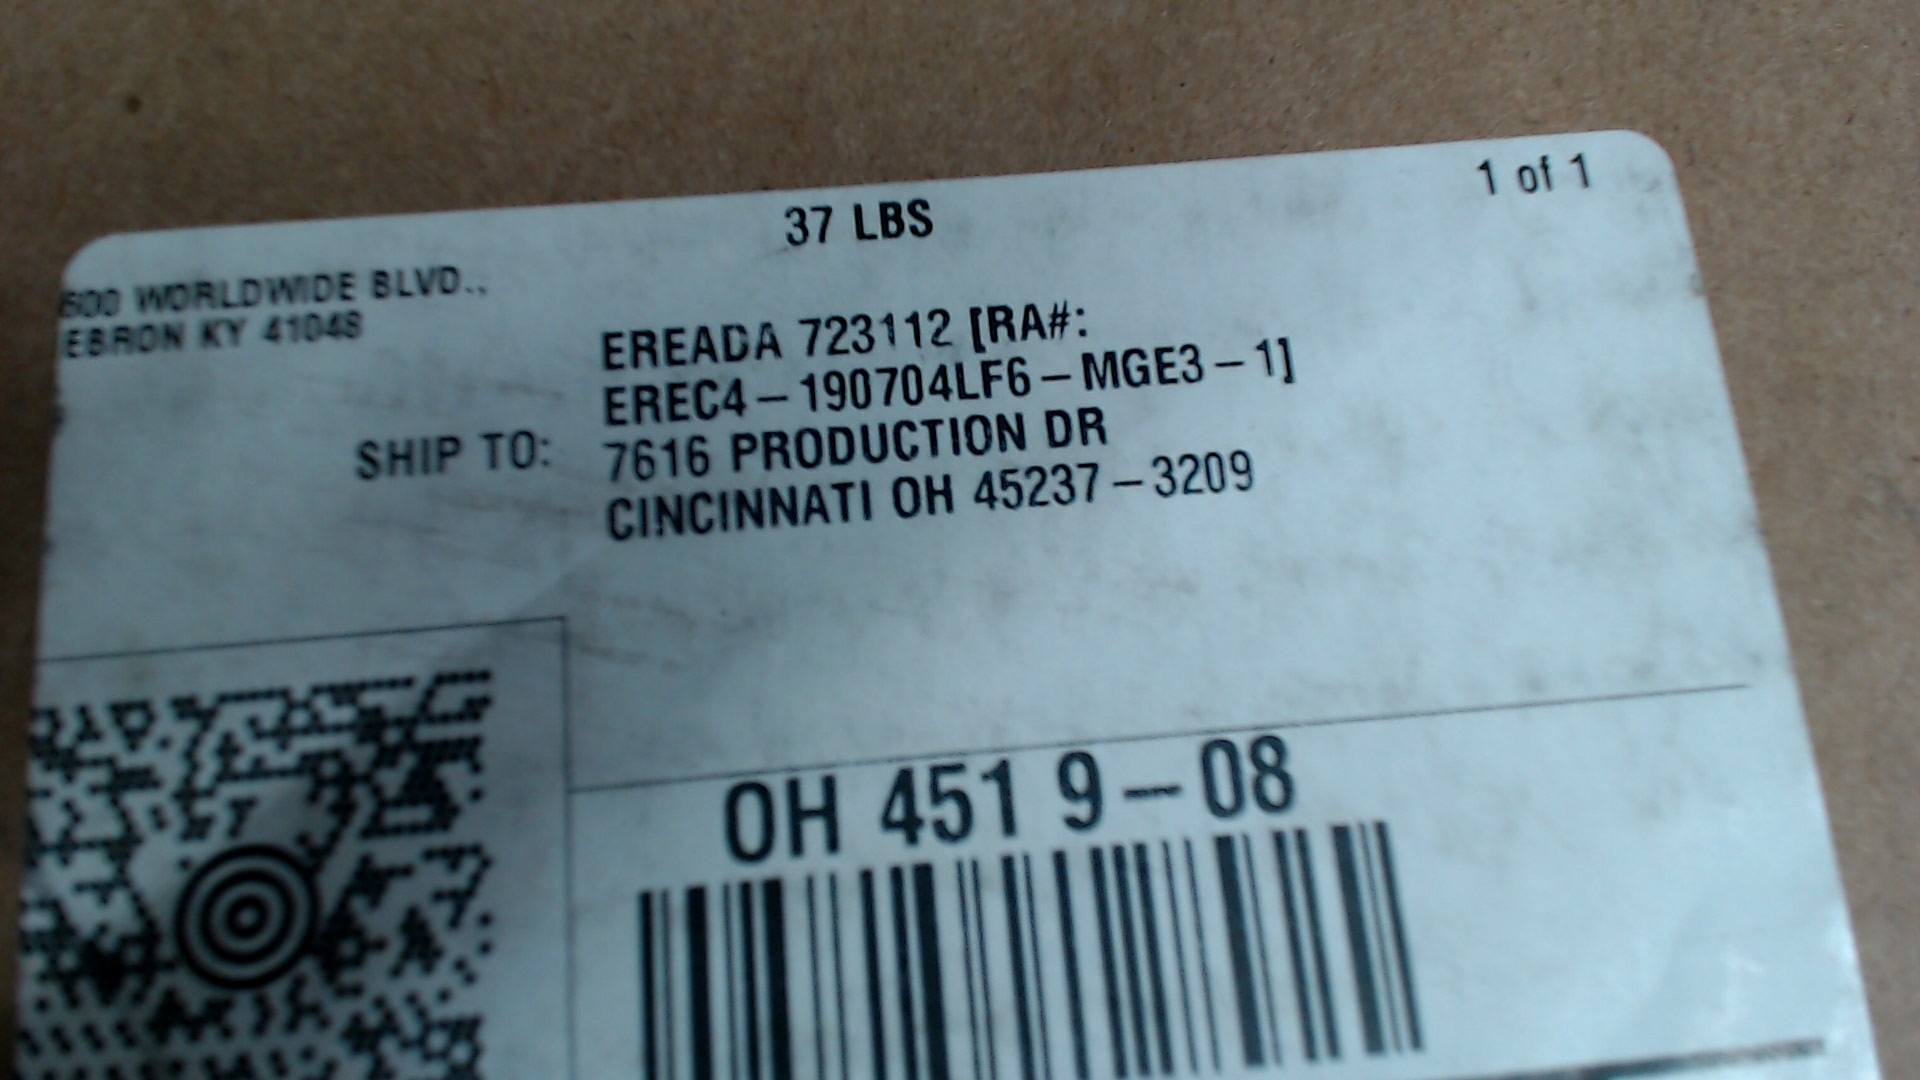 1 of 1
37 LBS
600 WORLDWIDE BLVD.,
EBRON KY 41048
EREADA 723112 [RA#:
EREC4-190704LF6-MGE3-1]
SHIP TO: 7616 PRODUCTION DR
CINCINNATI OH 45237-3209
OH 451 9-08